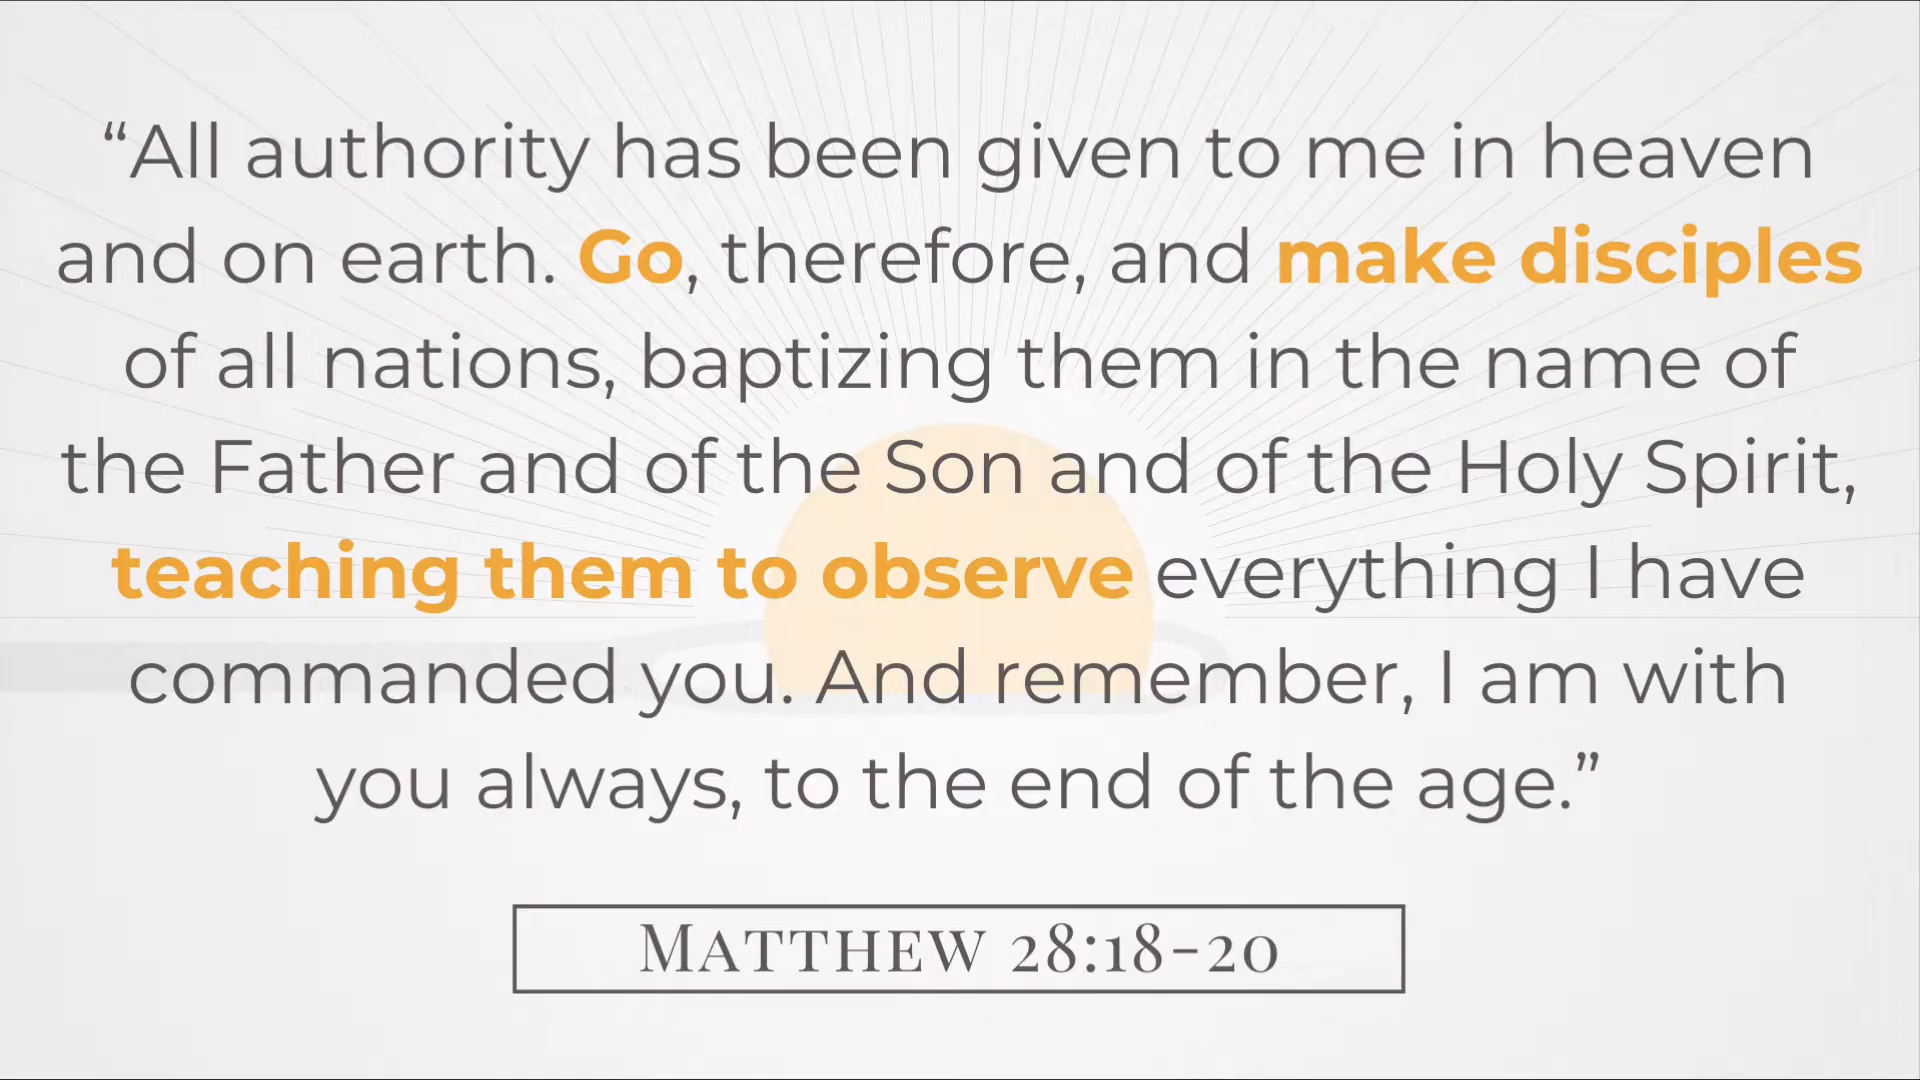 “All authority has been given to me in heaven
and on earth. Go, therefore, and make disciples
of all nations, baptizing them in the name of
the Father and of the Son and of the Holy Spirit,
teaching them to observe everything I have
commanded you. And remember, I am with
you always, to the end of the age.”
MATTHEW 28:18-20